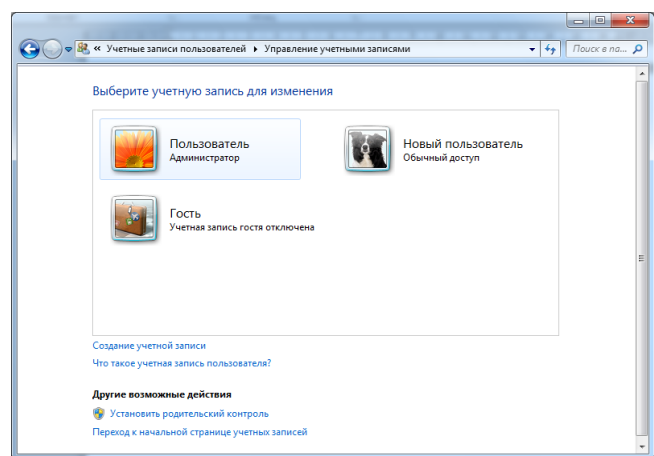 « Учетные записи пользователей ▸ Управление учетными записями
Поиск в па...
Выберите учетную запись для изменения
Пользователь
Администратор
Новый пользователь
Обычный доступ
Гость
Учетная запись гостя отключена
Создание учетной записи
Что такое учетная запись пользователя?
Другие возможные действия
Установить родительский контроль
Переход к начальной странице учетных записей